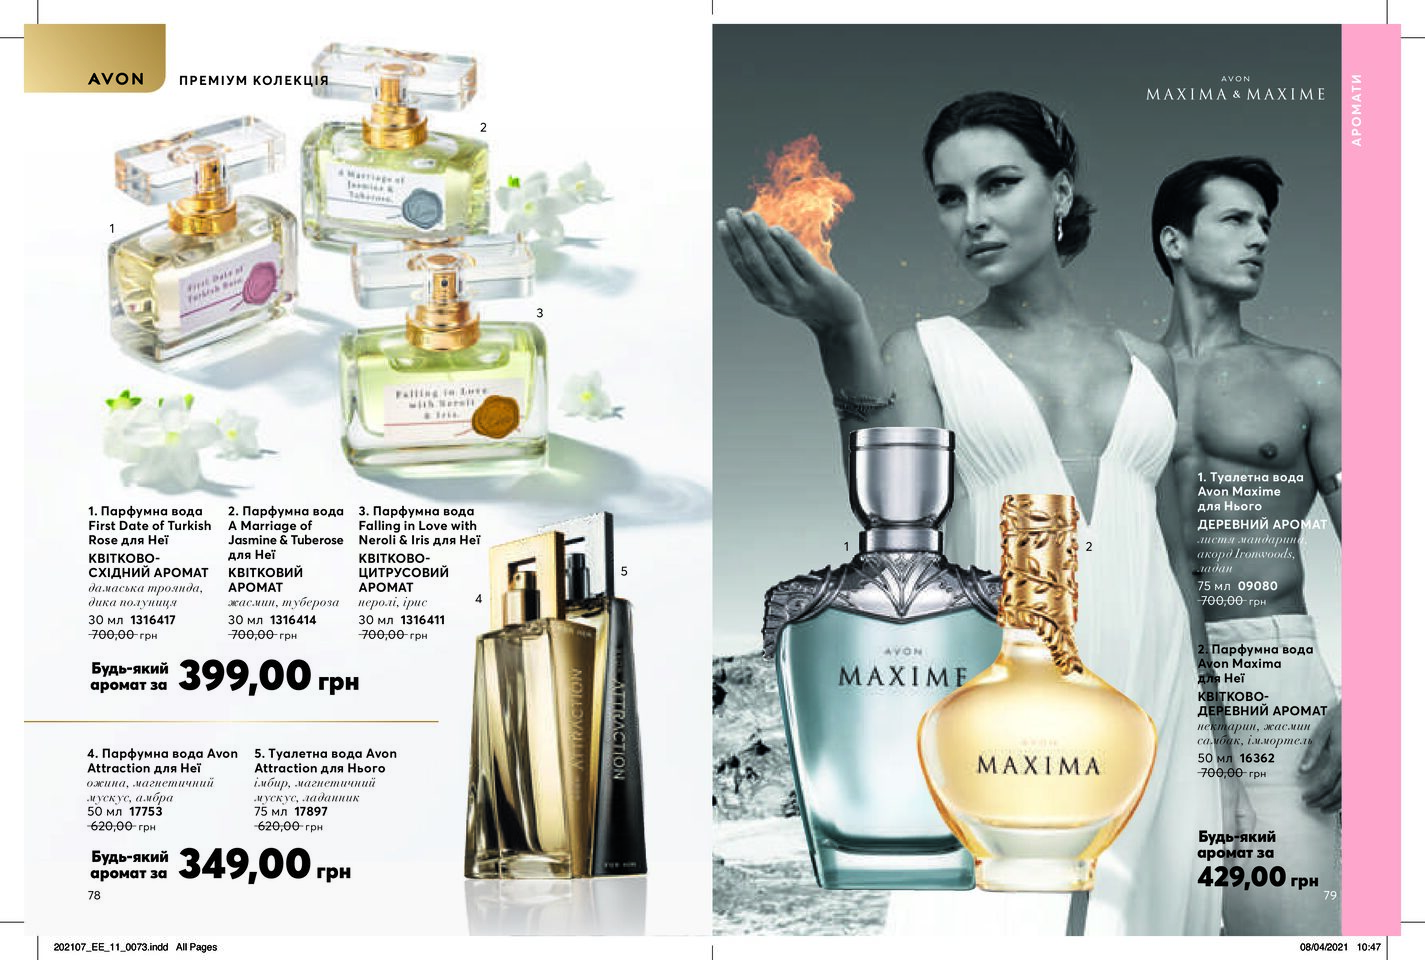 AVON
ПРЕМІУМ КОЛЕКЦІЯ
2
A Marriage of
Jasmine &
Tuberose.
1
First Date of
Turkish Rose.
3
Falling in Love
with Neroli
& Iris.
1. Парфумна вода
First Date of Turkish
Rose для Неї
КВІТКОВО-
СХІДНИЙ АРОМАТ
дамаська троянда,
дика полуниця
30 мл 1316417
700,00 грн
2. Парфумна вода
A Marriage of
Jasmine & Tuberose
для Неї
КВІТКОВИЙ
АРОМАТ
жасмин, тубероза
30 мл 1316414
700,00 грн
3. Парфумна вода
Falling in Love with
Neroli & Iris для Неї
КВІТКОВО-
ЦИТРУСОВИЙ
АРОМАТ
неролі, ірис
30 мл 1316411
700,00 грн
Будь-який
аромат за 399,00 грн
4
5
FOR HER
ATTRACTION
ATTRACTION
FOR HIM
4. Парфумна вода Avon
Attraction для Неї
ожина, магнетичний
мускус, амбра
50 мл 17753
620,00 грн
5. Туалетна вода Avon
Attraction для Нього
імбир, магнетичний
мускус, ладанник
75 мл 17897
620,00 грн
Будь-який
аромат за 349,00 грн
78
AVON
MAXIMA & MAXIME
АРОМАТИ
1
2
AVON
MAXIME
AVON
MAXIMA
1. Туалетна вода
Avon Maxime
для Нього
ДЕРЕВНИЙ АРОМАТ
листя мандарина,
акорд Ironwoods,
ладан
75 мл 09080
700,00 грн
2. Парфумна вода
Avon Maxima
для Неї
КВІТКОВО-
ДЕРЕВНИЙ АРОМАТ
нектарин, жасмин
самбак, іммортель
50 мл 16362
700,00 грн
Будь-який
аромат за
429,00 грн
79
202107_EE_11_0073.indd All Pages
08/04/2021 10:47